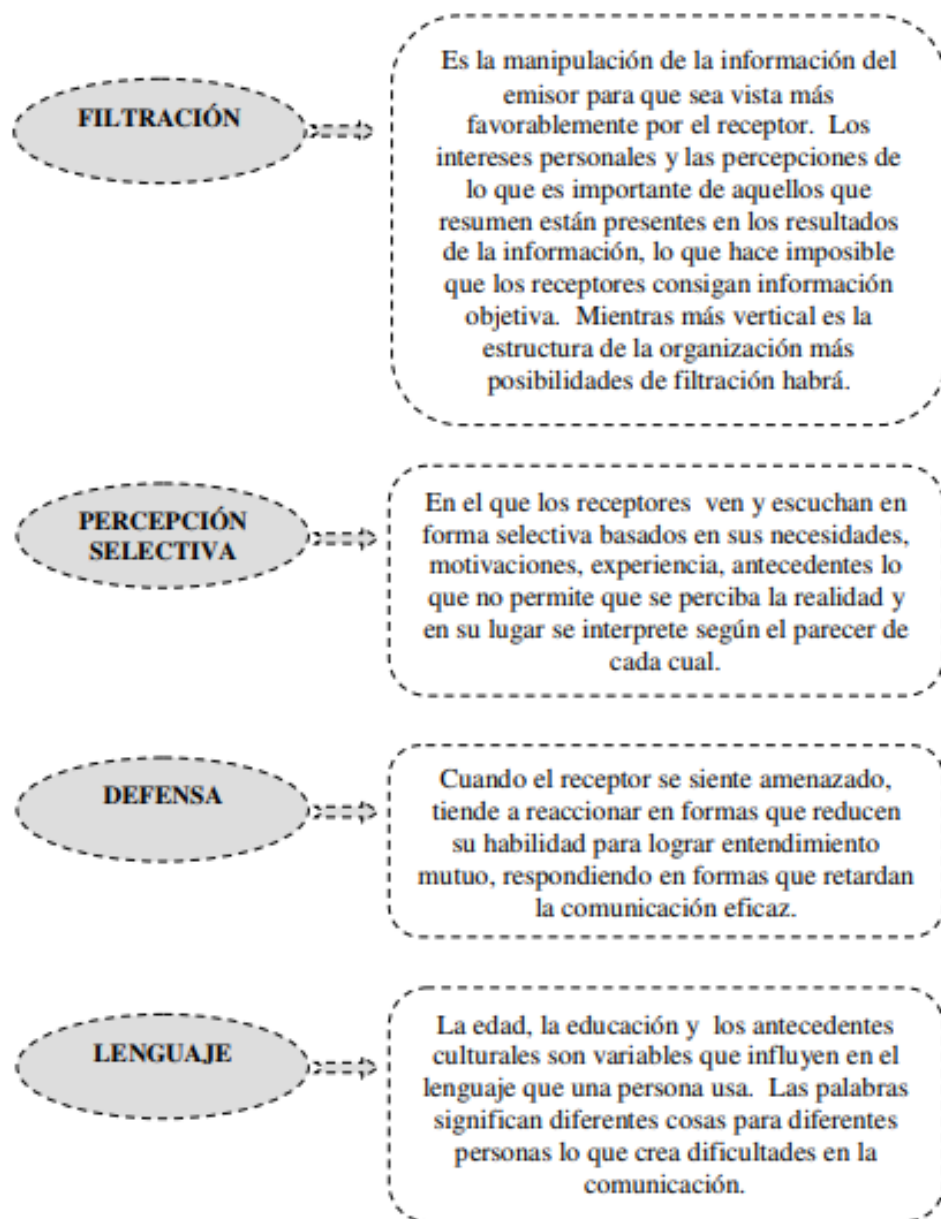 FILTRACIÓN
Es la manipulación de la información del
emisor para que sea vista más
favorablemente por el receptor. Los
intereses personales y las percepciones de
lo que es importante de aquellos que
resumen están presentes en los resultados
de la información, lo que hace imposible
que los receptores consigan información
objetiva. Mientras más vertical es la
estructura de la organización más
posibilidades de filtración habrá.
PERCEPCIÓN
SELECTIVA
En el que los receptores ven y escuchan en
forma selectiva basados en sus necesidades,
motivaciones, experiencia, antecedentes lo
que no permite que se perciba la realidad y
en su lugar se interprete según el parecer de
cada cual.
DEFENSA
Cuando el receptor se siente amenazado,
tiende a reaccionar en formas que reducen
su habilidad para lograr entendimiento
mutuo, respondiendo en formas que retardan
la comunicación eficaz.
LENGUAJE
La edad, la educación y los antecedentes
culturales son variables que influyen en el
lenguaje que una persona usa. Las palabras
significan diferentes cosas para diferentes
personas lo que crea dificultades en la
comunicación.